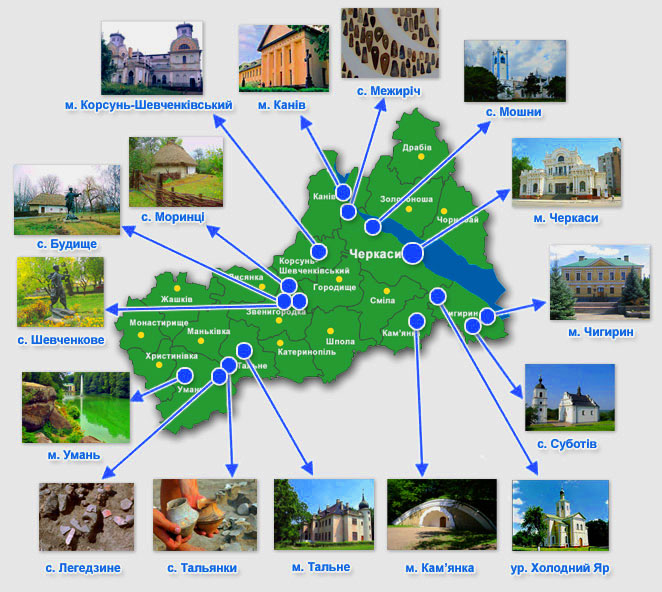 м. Корсунь-Шевченківський
м. Канів
с. Межиріч
с. Мошни
с. Моринці
м. Черкаси
с. Будище
м. Чигирин
с. Шевченкове
м. Умань
с. Суботів
с. Легедзине
с. Тальянки
м. Тальне
м. Кам'янка
ур. Холодний Яр
Драбів
Канів
Золотоноша
Чорнобай
Черкаси
Корсунь
Шевченківський
Лисянка
Городище
Жашків
Сміла
Звенигородка
Чигирин
Монастирище
Маньківка
Шпола
Кам'янка
Катеринопіль
Христинівка
Тальне
Умань